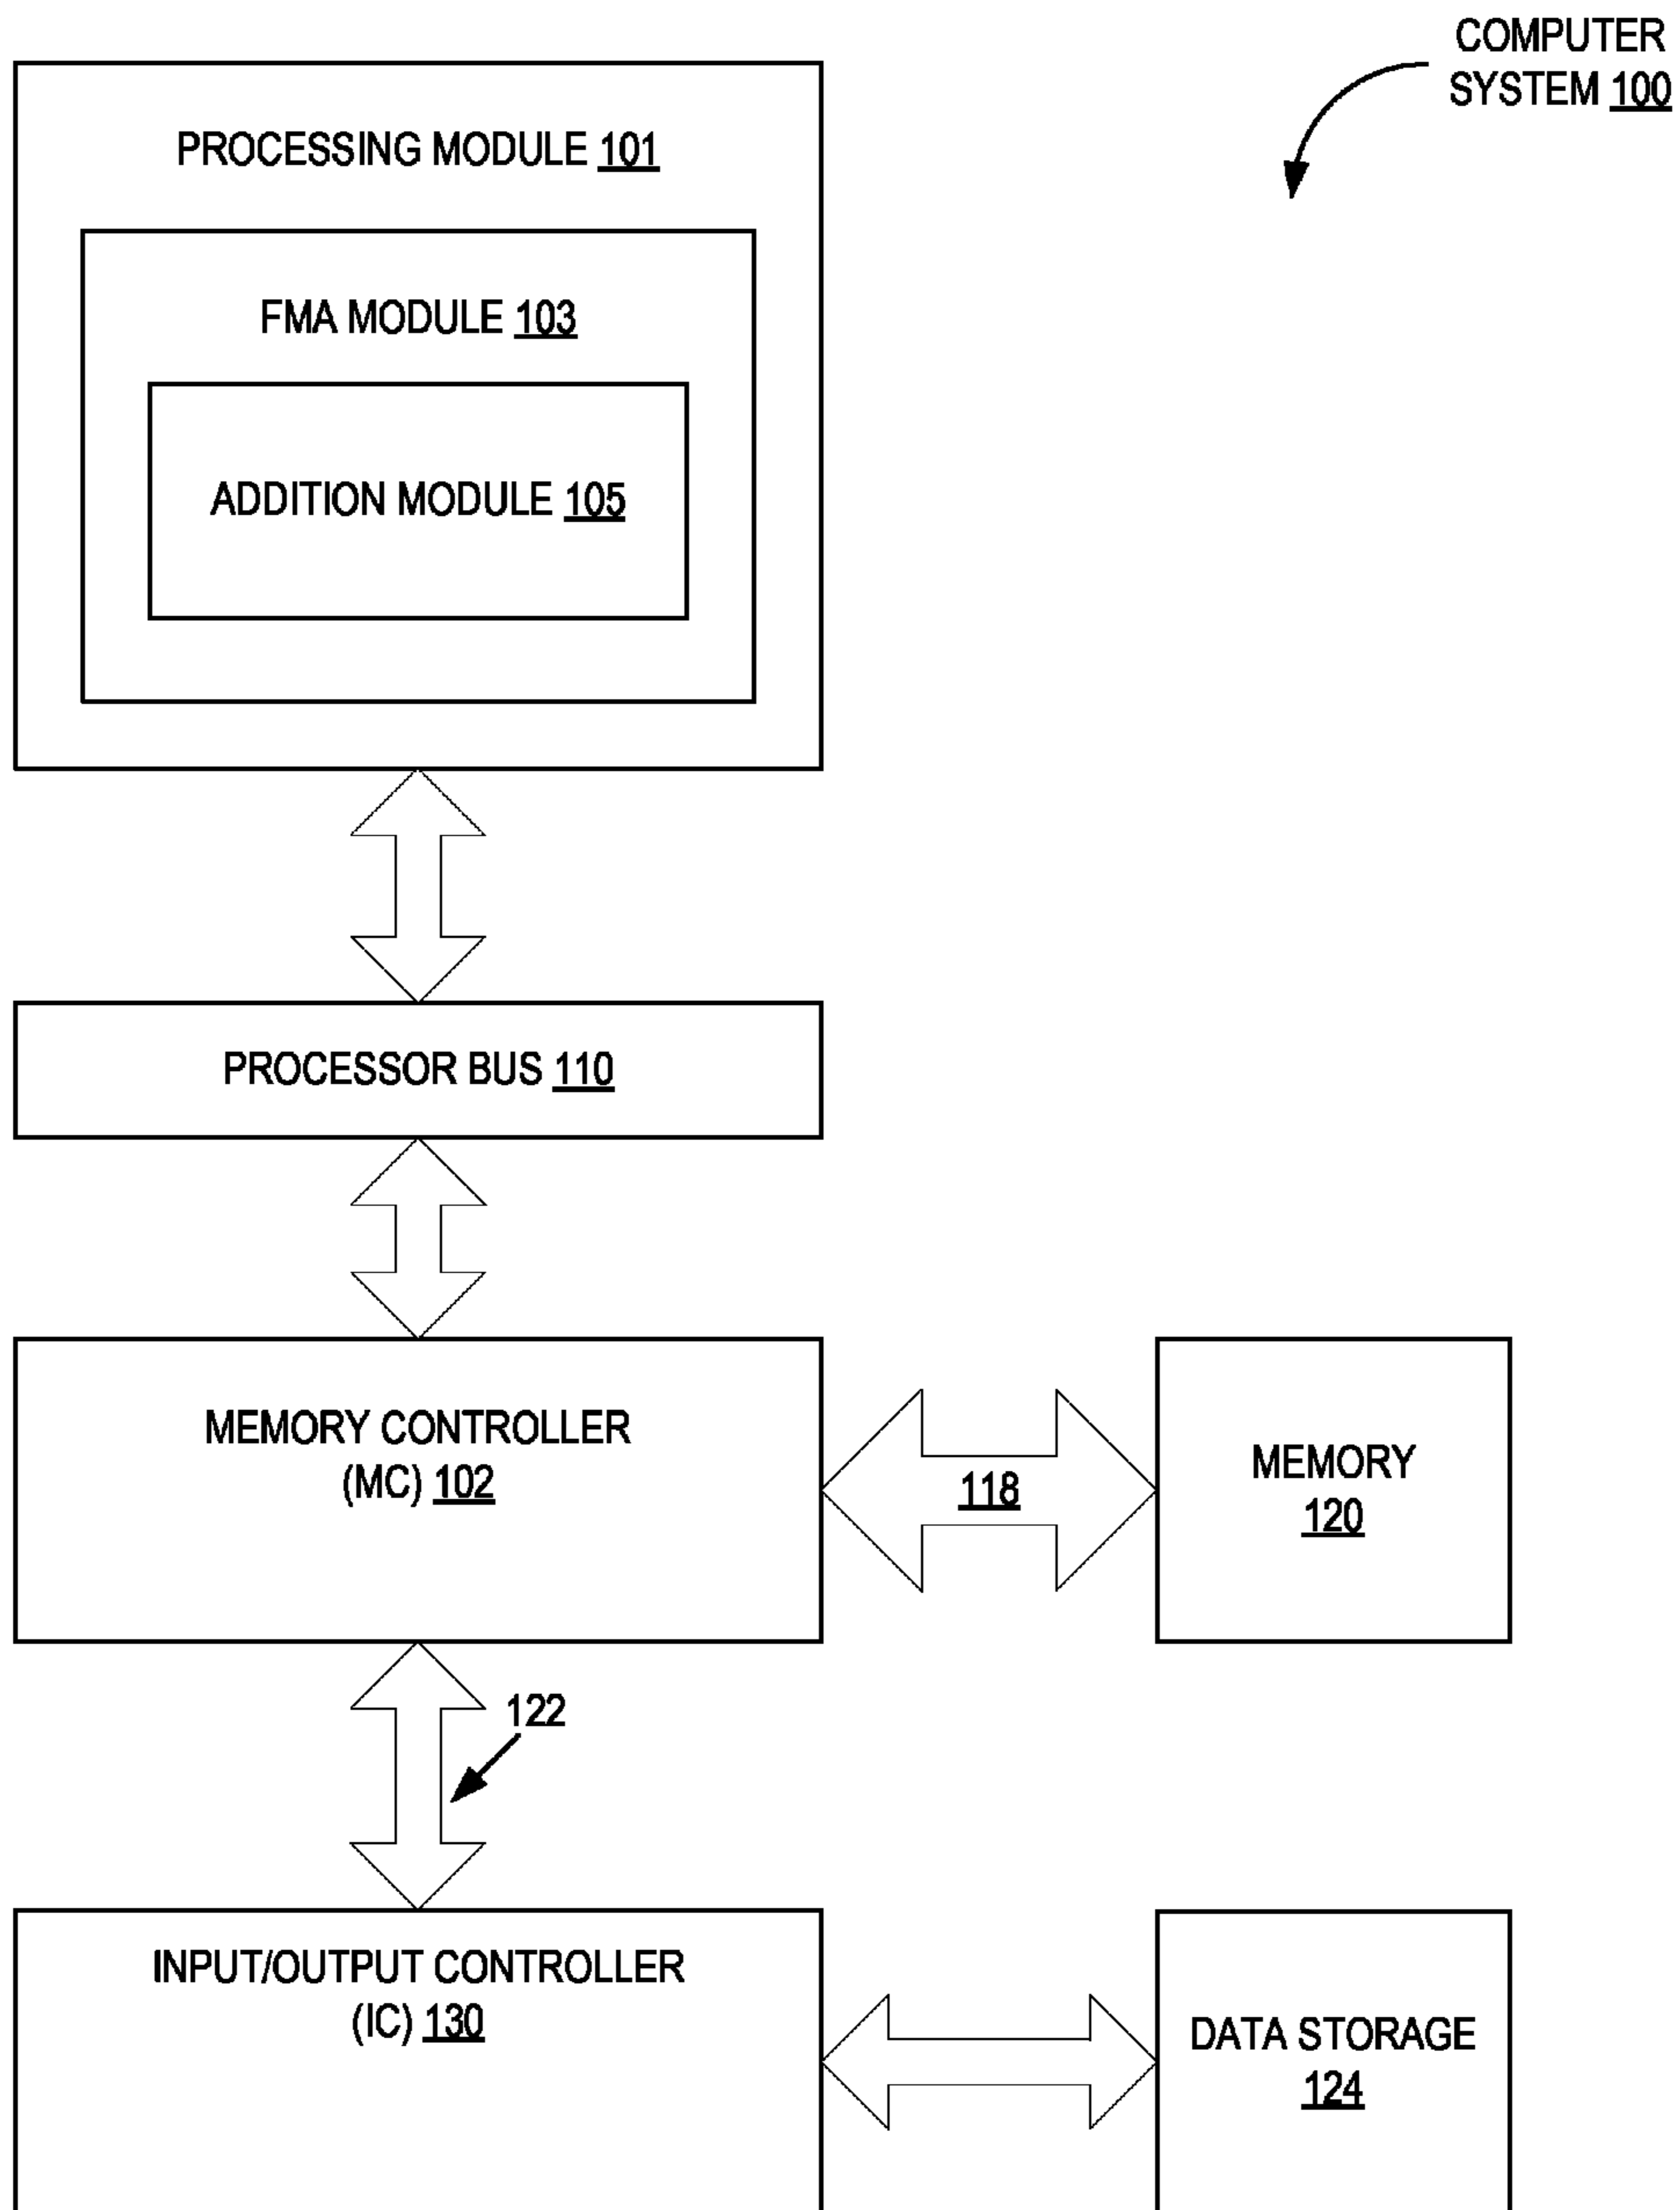 COMPUTER
SYSTEM 100
PROCESSING MODULE 101
FMA MODULE 103
ADDITION MODULE 105
PROCESSOR BUS 110
MEMORY CONTROLLER
(MC) 102
118
MEMORY
120
122
INPUT/OUTPUT CONTROLLER
(IC) 130
DATA STORAGE
124